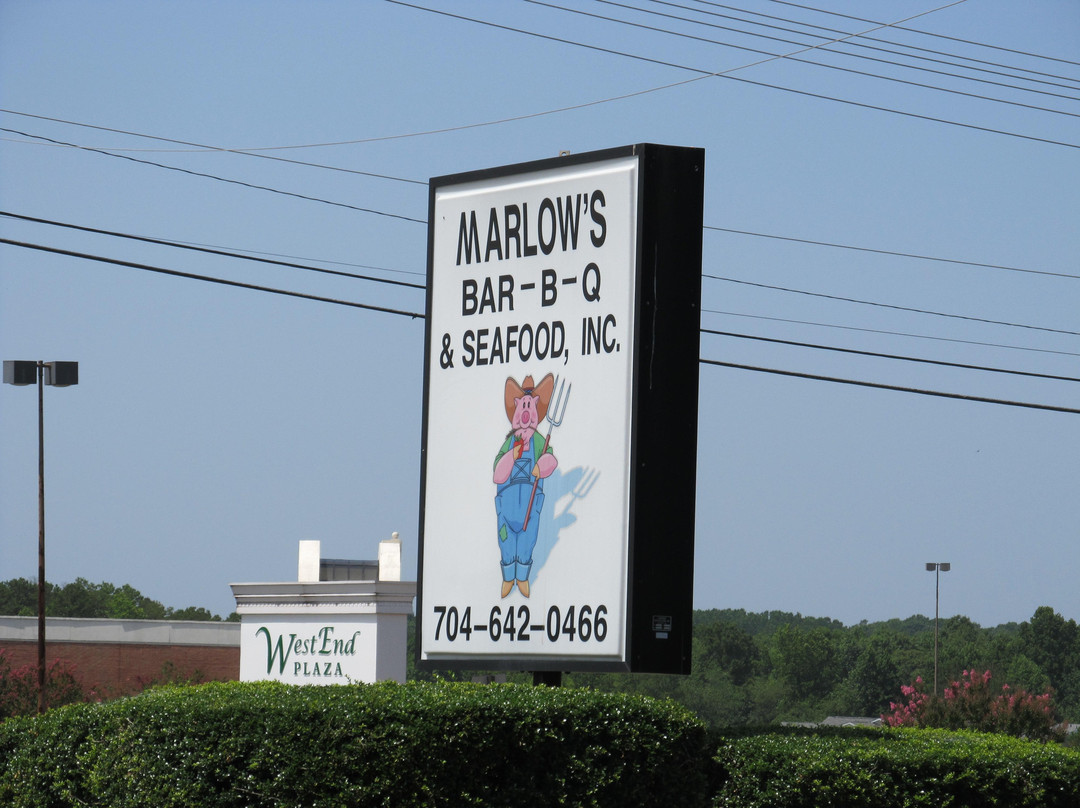 MARLOW'S
BAR-B-Q
& SEAFOOD, INC.
704-642-0466
WestEnd
PLAZA